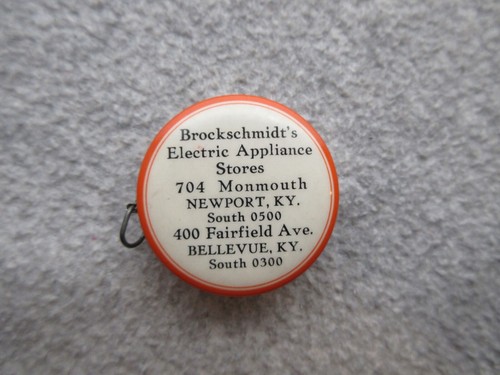 Brockschmidt's
Electric Appliance
Stores
704 Monmouth
NEWPORT, KY.
South 0500
400 Fairfield Ave.
BELLEVUE, KY.
South 0300